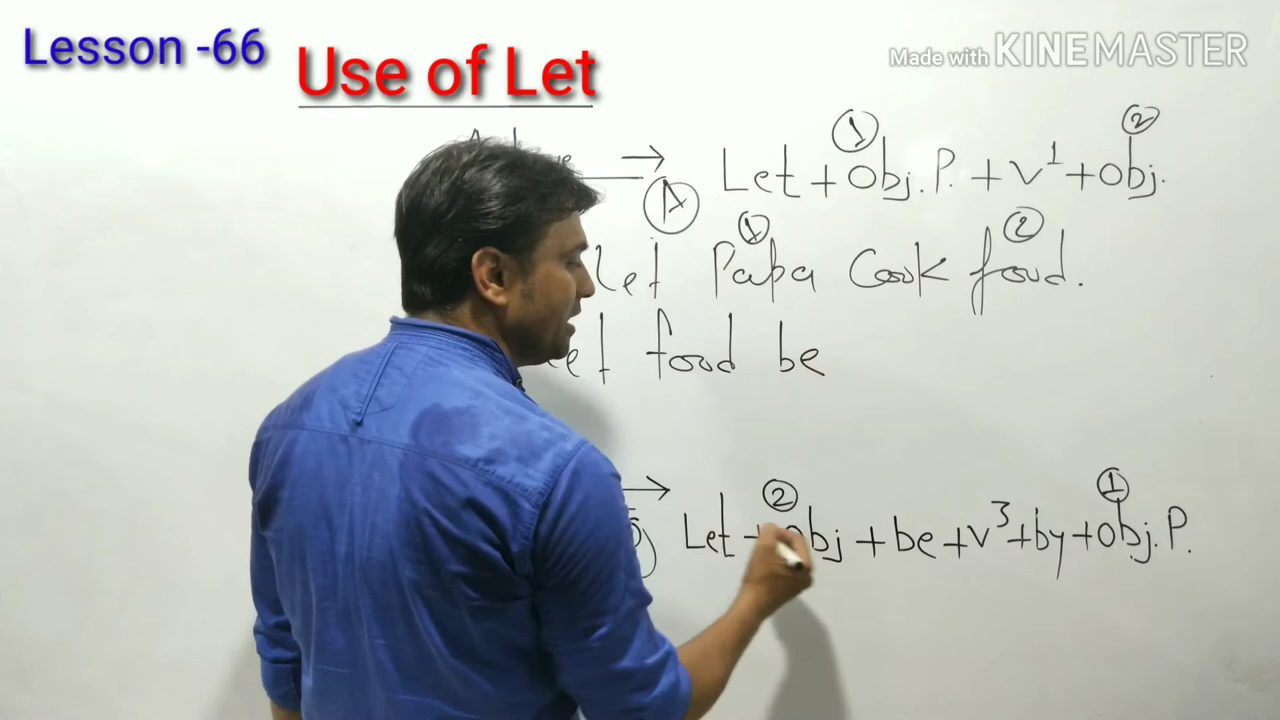 Lesson -66
Made with KINEMASTER
Use of Let
① ②
→ Let + Obj. P. + V¹ + Obj.
A
① ②
Let Papa Cook food.
food be
② ①
→ Let + Obj + be + V³ + by + Obj. P.